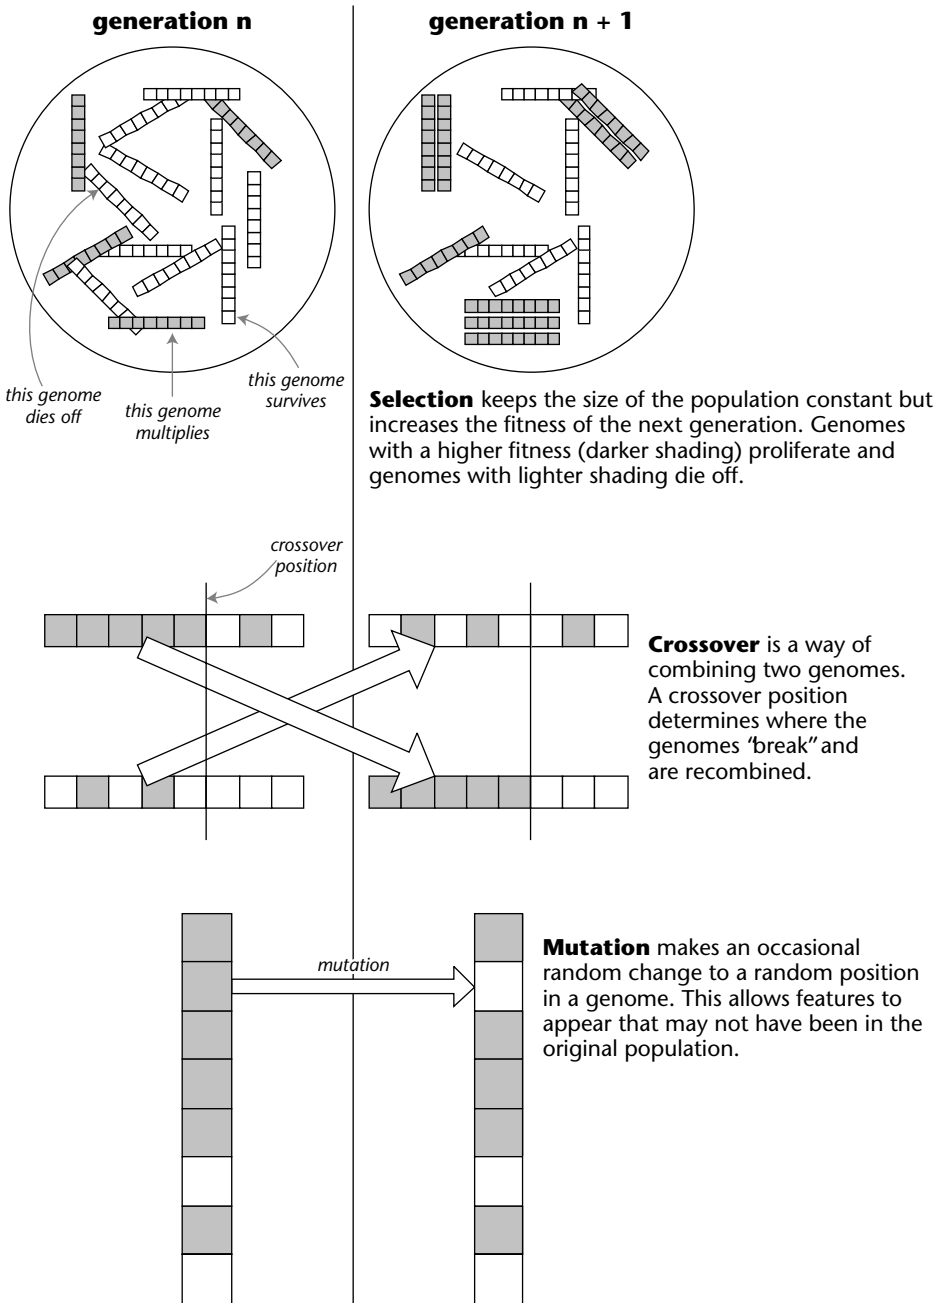 generation n
generation n + 1
this genome
dies off
this genome
multiplies
this genome
survives
Selection keeps the size of the population constant but
increases the fitness of the next generation. Genomes
with a higher fitness (darker shading) proliferate and
genomes with lighter shading die off.
crossover
position
Crossover is a way of
combining two genomes.
A crossover position
determines where the
genomes “break” and
are recombined.
mutation
Mutation makes an occasional
random change to a random position
in a genome. This allows features to
appear that may not have been in the
original population.